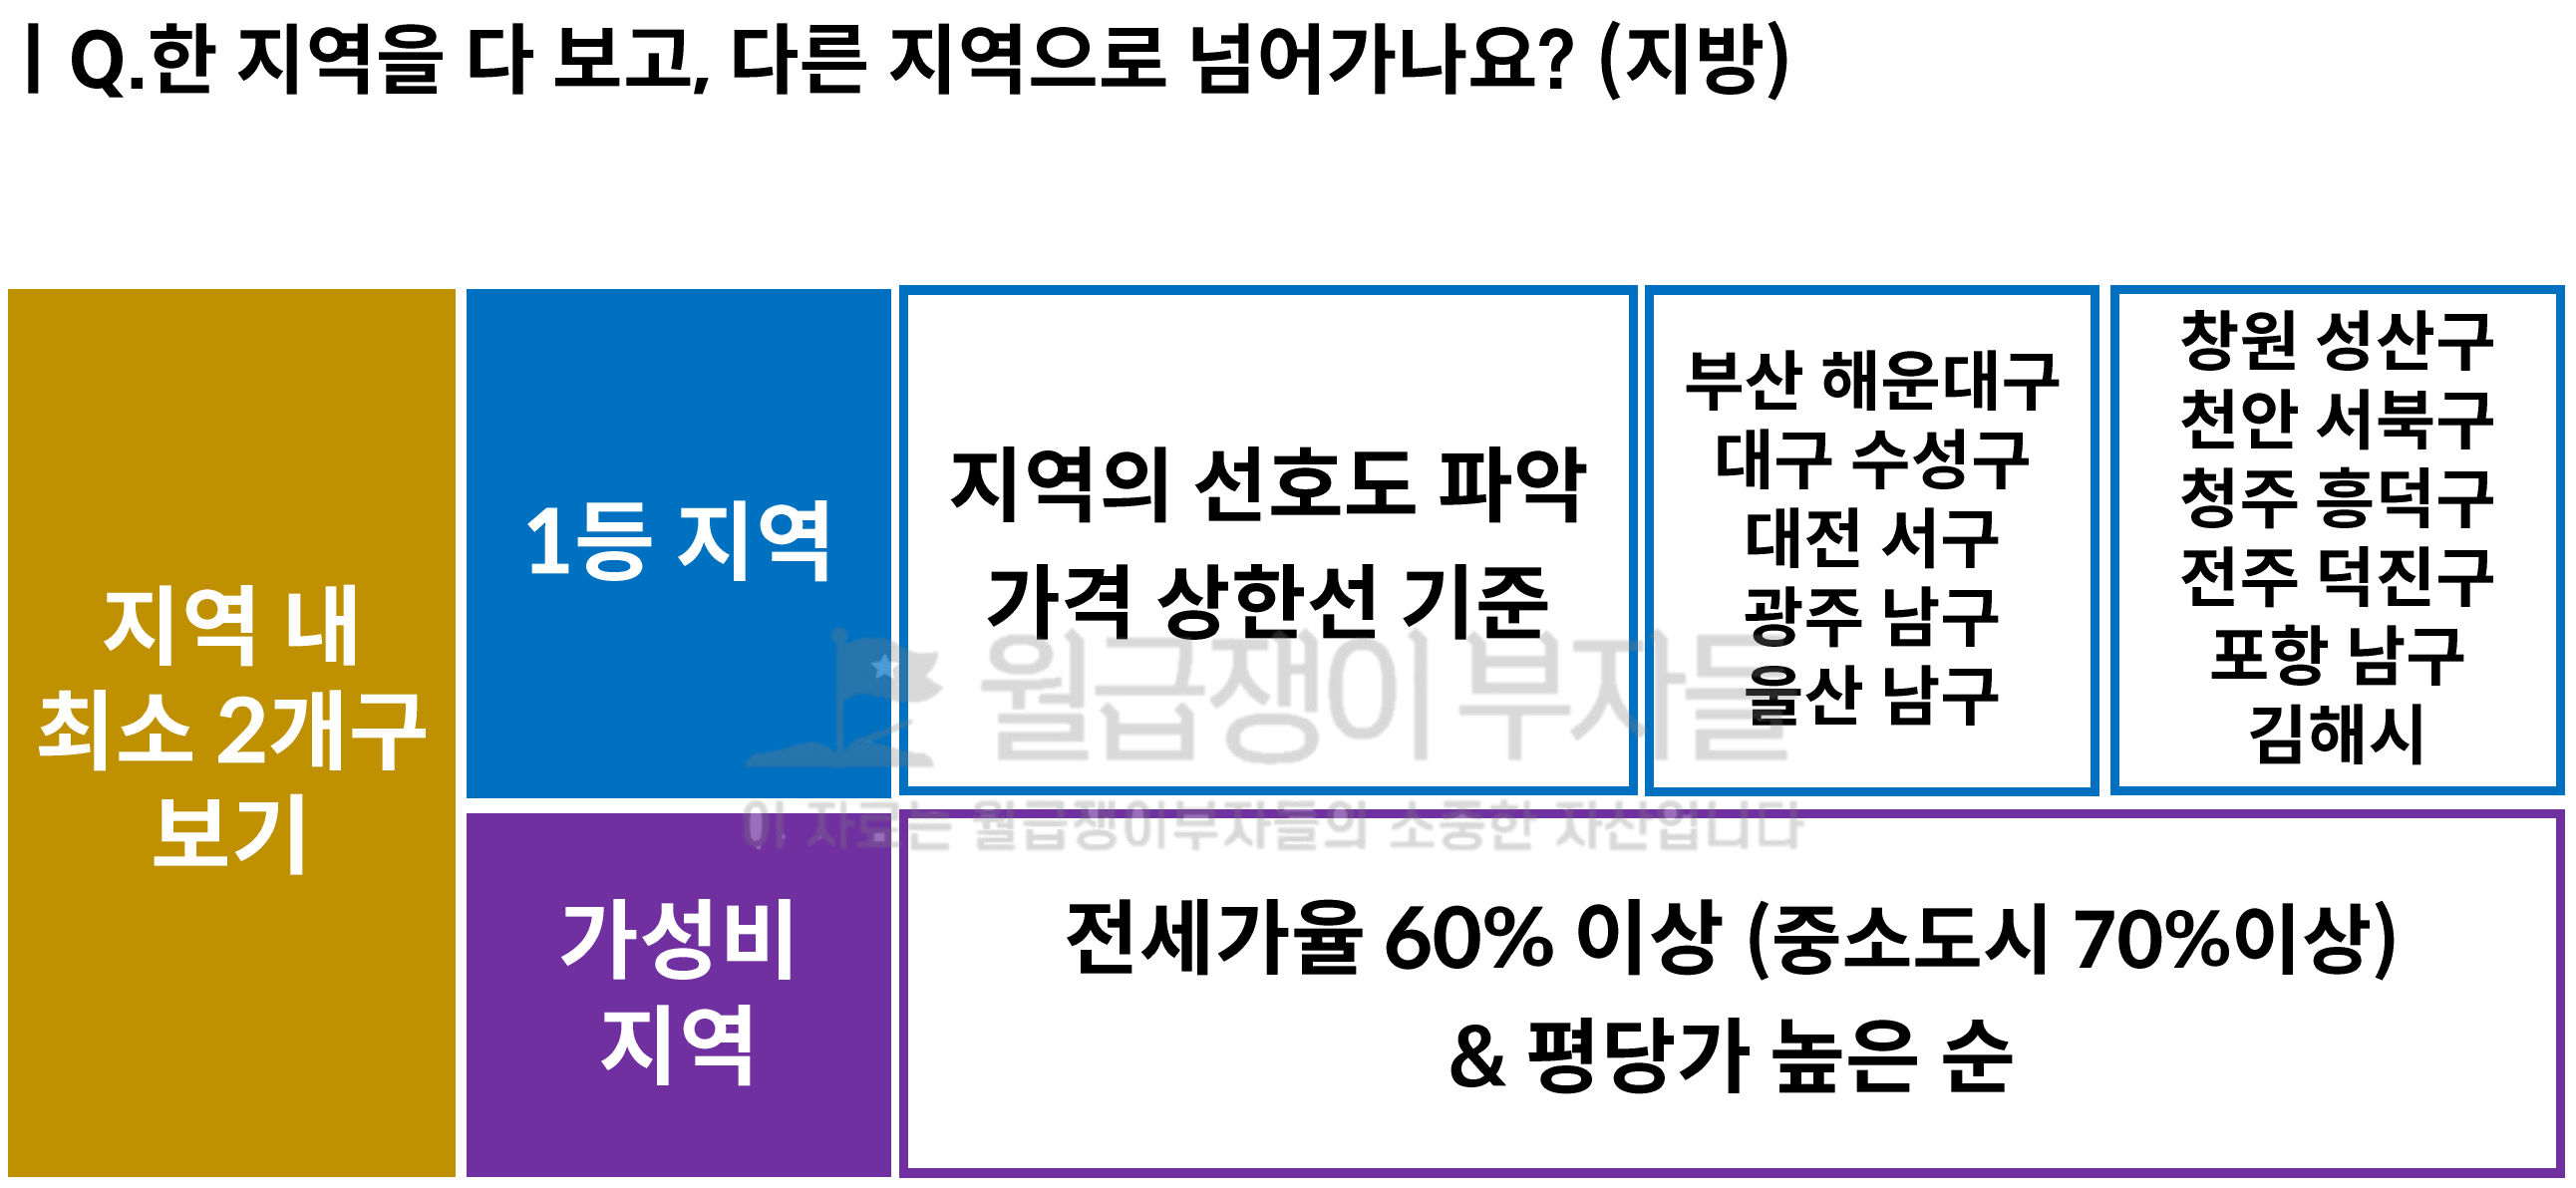 | Q.한 지역을 다 보고, 다른 지역으로 넘어가나요? (지방)
지역 내
최소 2개구
보기
1등 지역
지역의 선호도 파악
가격 상한선 기준
부산 해운대구
대구 수성구
대전 서구
광주 남구
울산 남구
창원 성산구
천안 서북구
청주 흥덕구
전주 덕진구
포항 남구
김해시
월급쟁이부자들
이 자료는 월급쟁이부자들의 소중한 자산입니다
가성비
지역
전세가율 60% 이상 (중소도시 70%이상)
& 평당가 높은 순